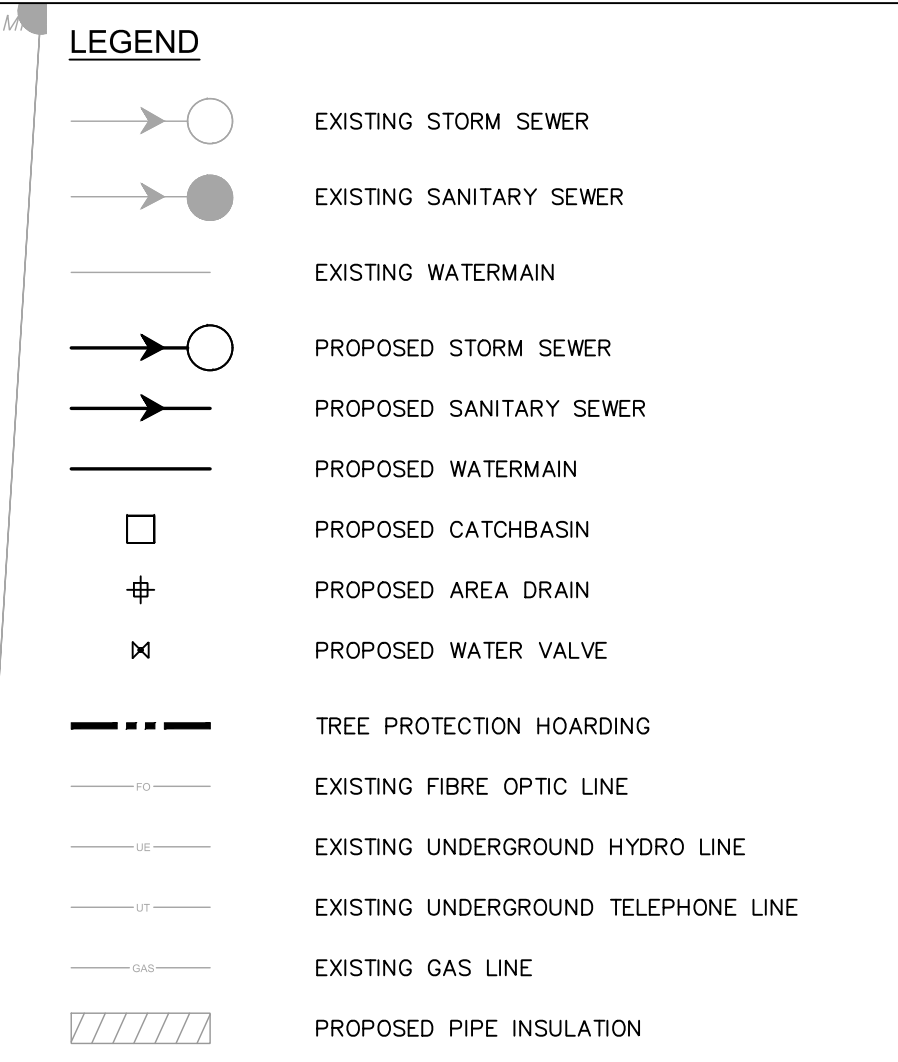 LEGEND
EXISTING STORM SEWER
EXISTING SANITARY SEWER
EXISTING WATERMAIN
PROPOSED STORM SEWER
PROPOSED SANITARY SEWER
PROPOSED WATERMAIN
PROPOSED CATCHBASIN
PROPOSED AREA DRAIN
PROPOSED WATER VALVE
TREE PROTECTION HOARDING
FO EXISTING FIBRE OPTIC LINE
UE EXISTING UNDERGROUND HYDRO LINE
UT EXISTING UNDERGROUND TELEPHONE LINE
GAS EXISTING GAS LINE
PROPOSED PIPE INSULATION